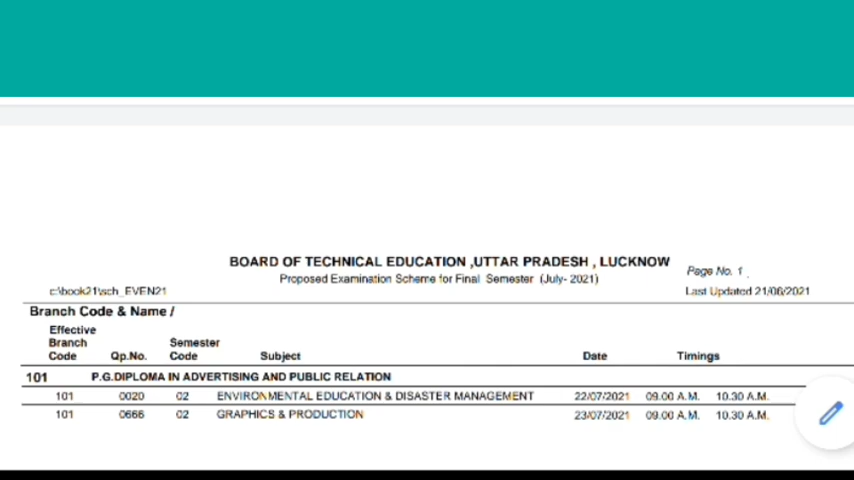 BOARD OF TECHNICAL EDUCATION ,UTTAR PRADESH , LUCKNOW
Page No. 1
Proposed Examination Scheme for Final Semester (July- 2021)
c:\book21\sch_EVEN21 Last Updated 21/06/2021
Branch Code & Name /
Effective
Branch Semester
Code Qp.No. Code Subject Date Timings
101 P.G.DIPLOMA IN ADVERTISING AND PUBLIC RELATION
101 0020 02 ENVIRONMENTAL EDUCATION & DISASTER MANAGEMENT 22/07/2021 09.00 A.M. 10.30 A.M.
101 0666 02 GRAPHICS & PRODUCTION 23/07/2021 09.00 A.M. 10.30 A.M.